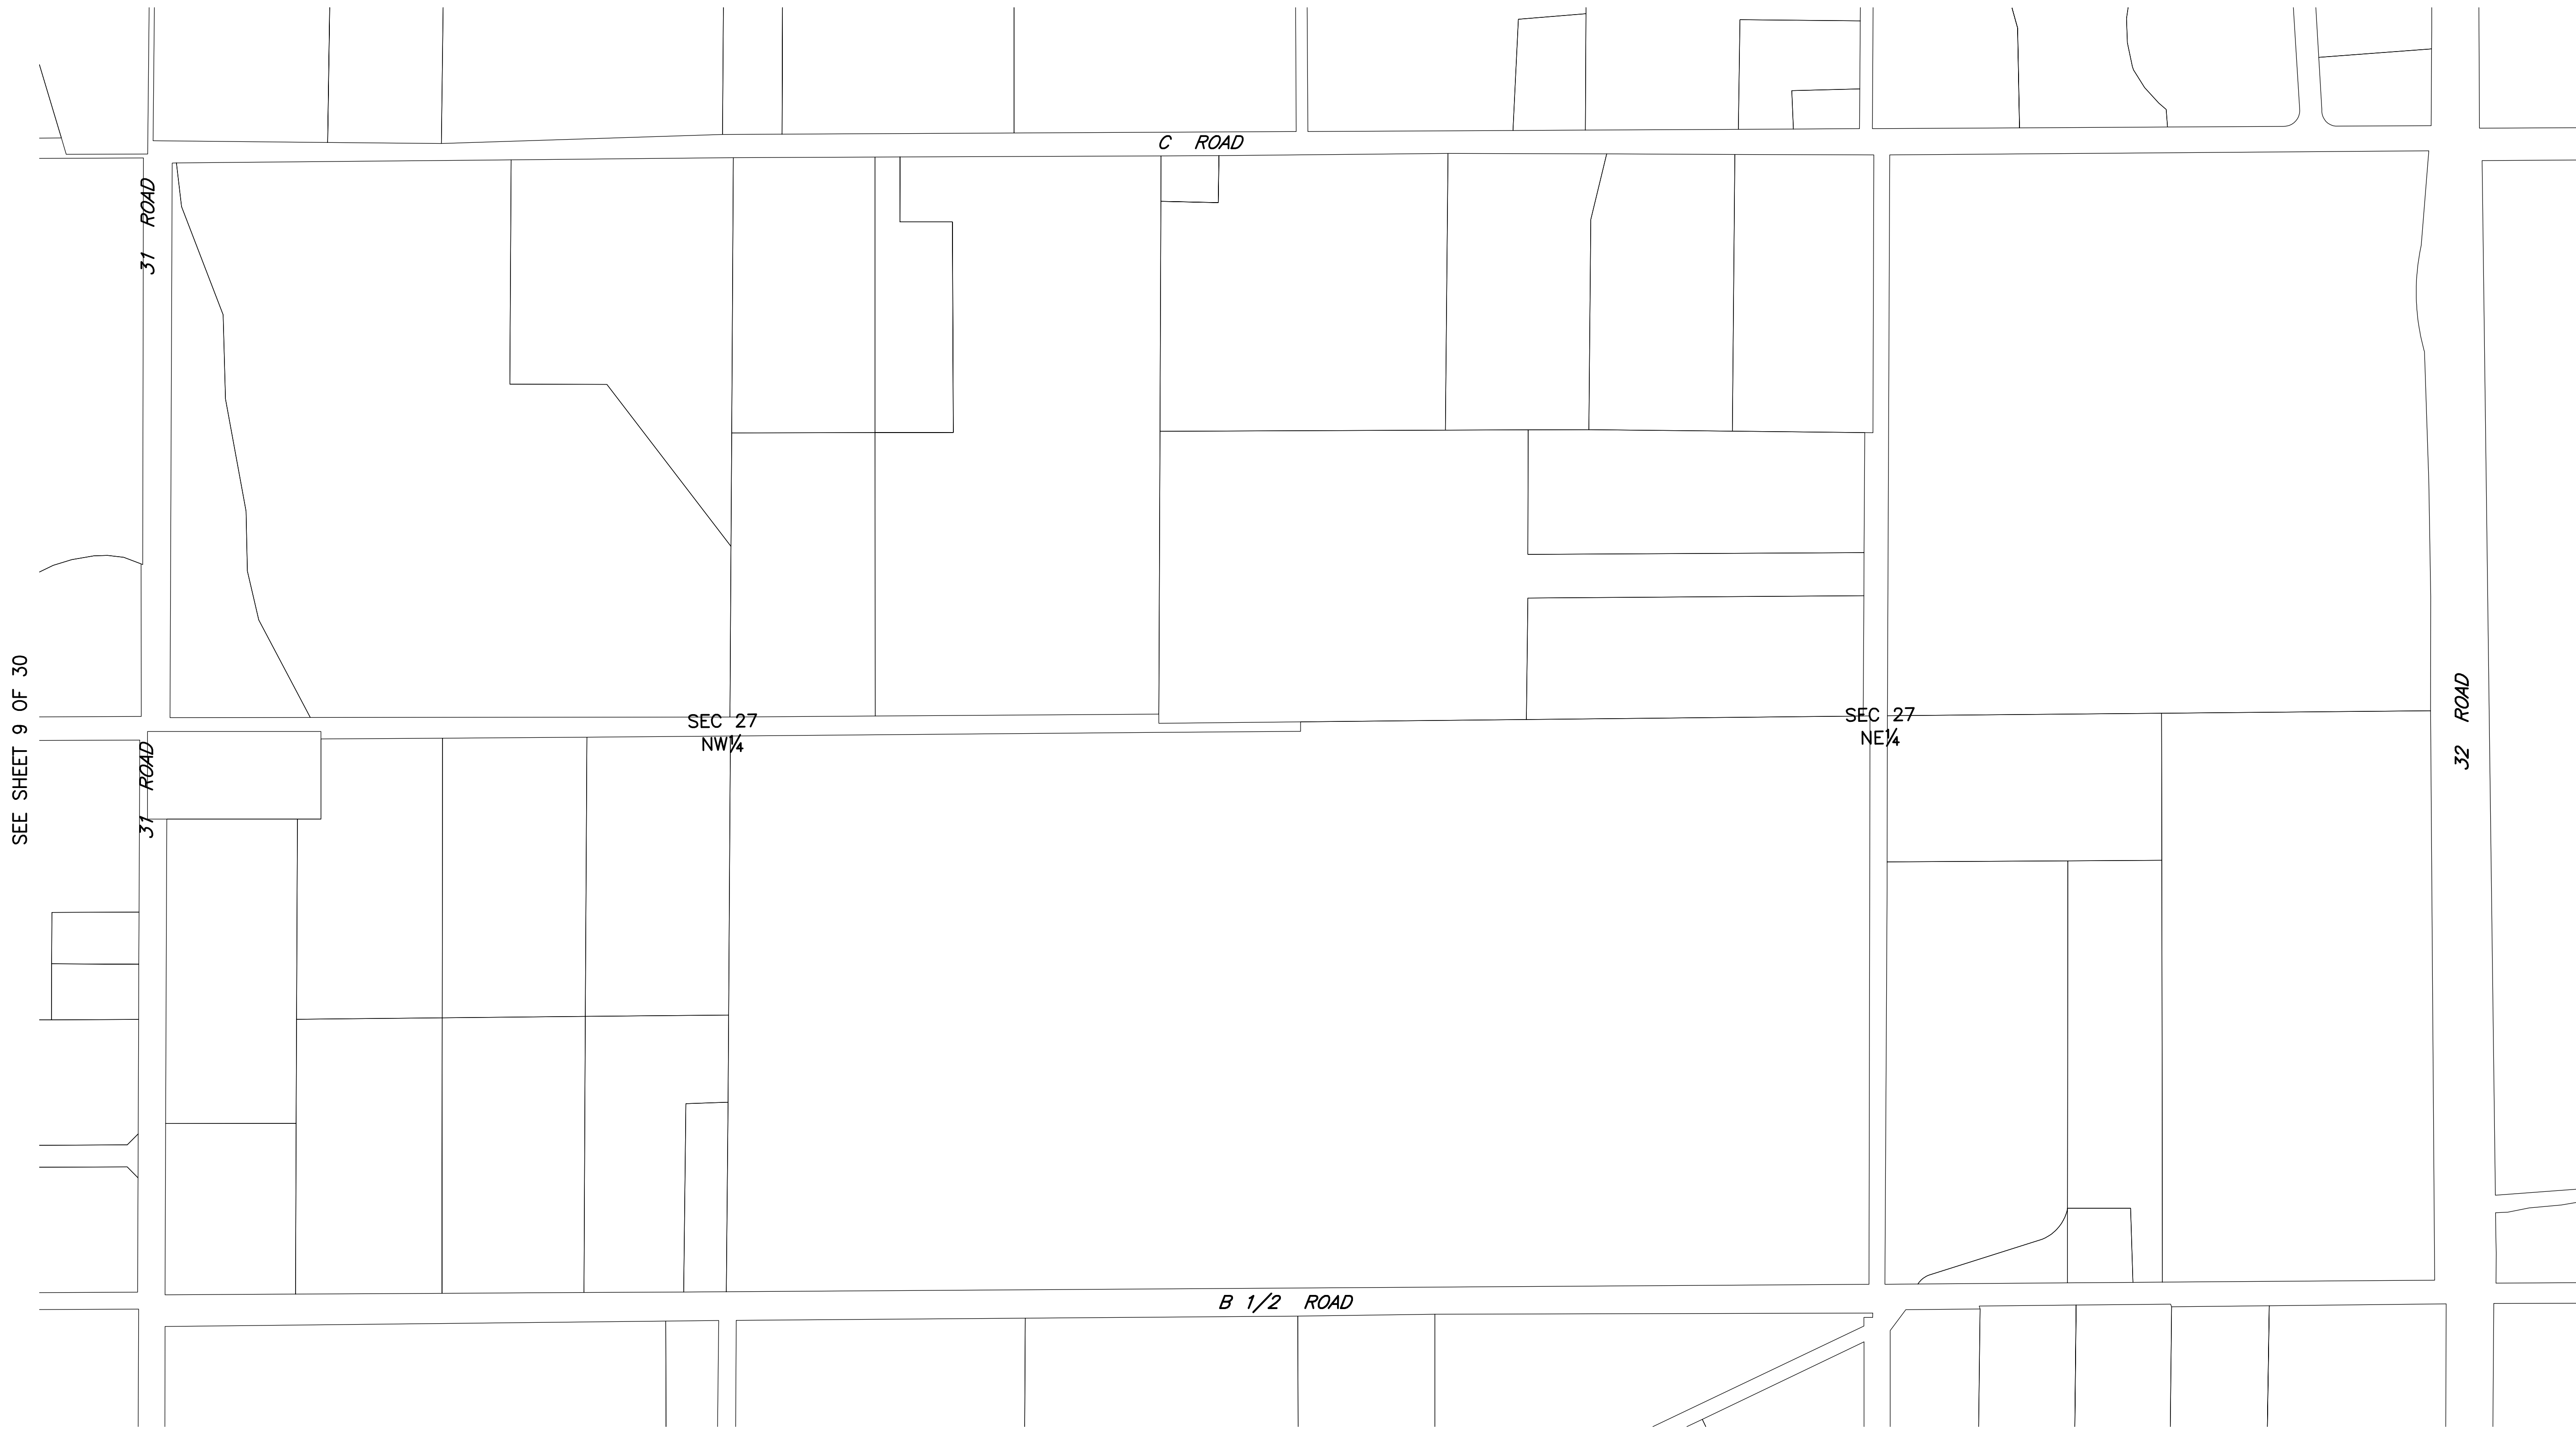 C ROAD
31 ROAD
SEE SHEET 9 OF 30
SEC 27
NW¼
SEC 27
NE¼
31 ROAD
32 ROAD
B 1/2 ROAD